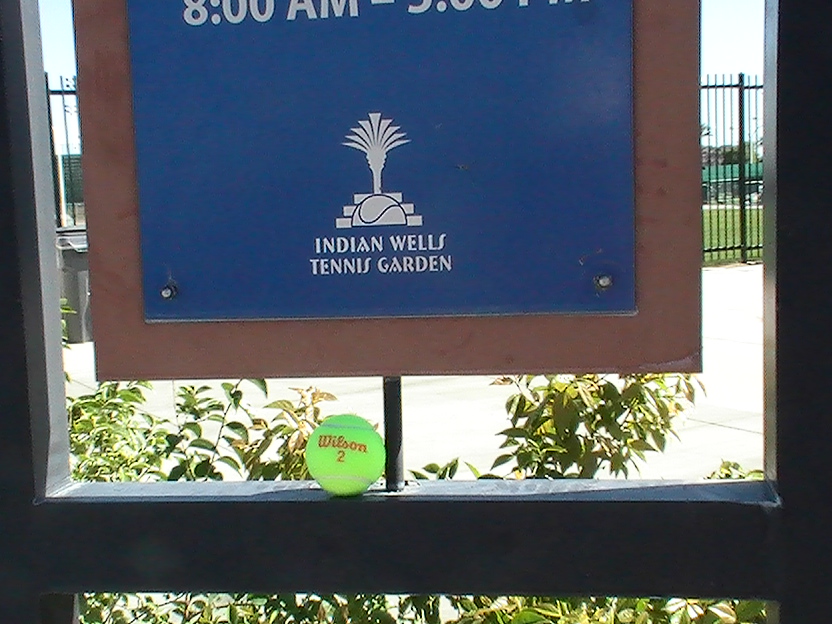 8:00 AM – 5:00 PM
INDIAN WELLS
TENNIS GARDEN
Wilson
2